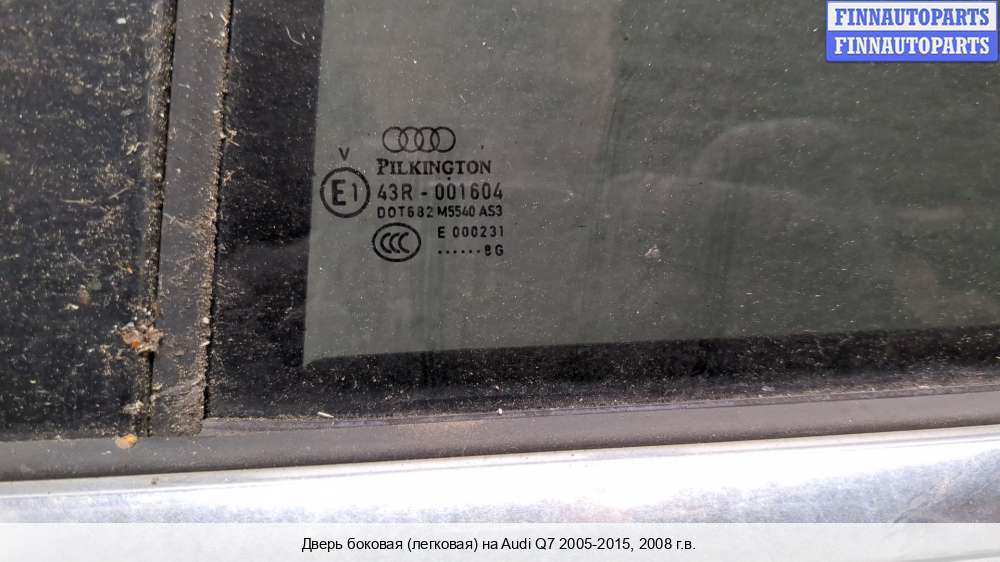 FINNAUTOPARTS
FINNAUTOPARTS
V
PILKINGTON
E1 43R - 001604
DOT682 M5540 AS3
CCC E 000231
......8G
Дверь боковая (легковая) на Audi Q7 2005-2015, 2008 г.в.